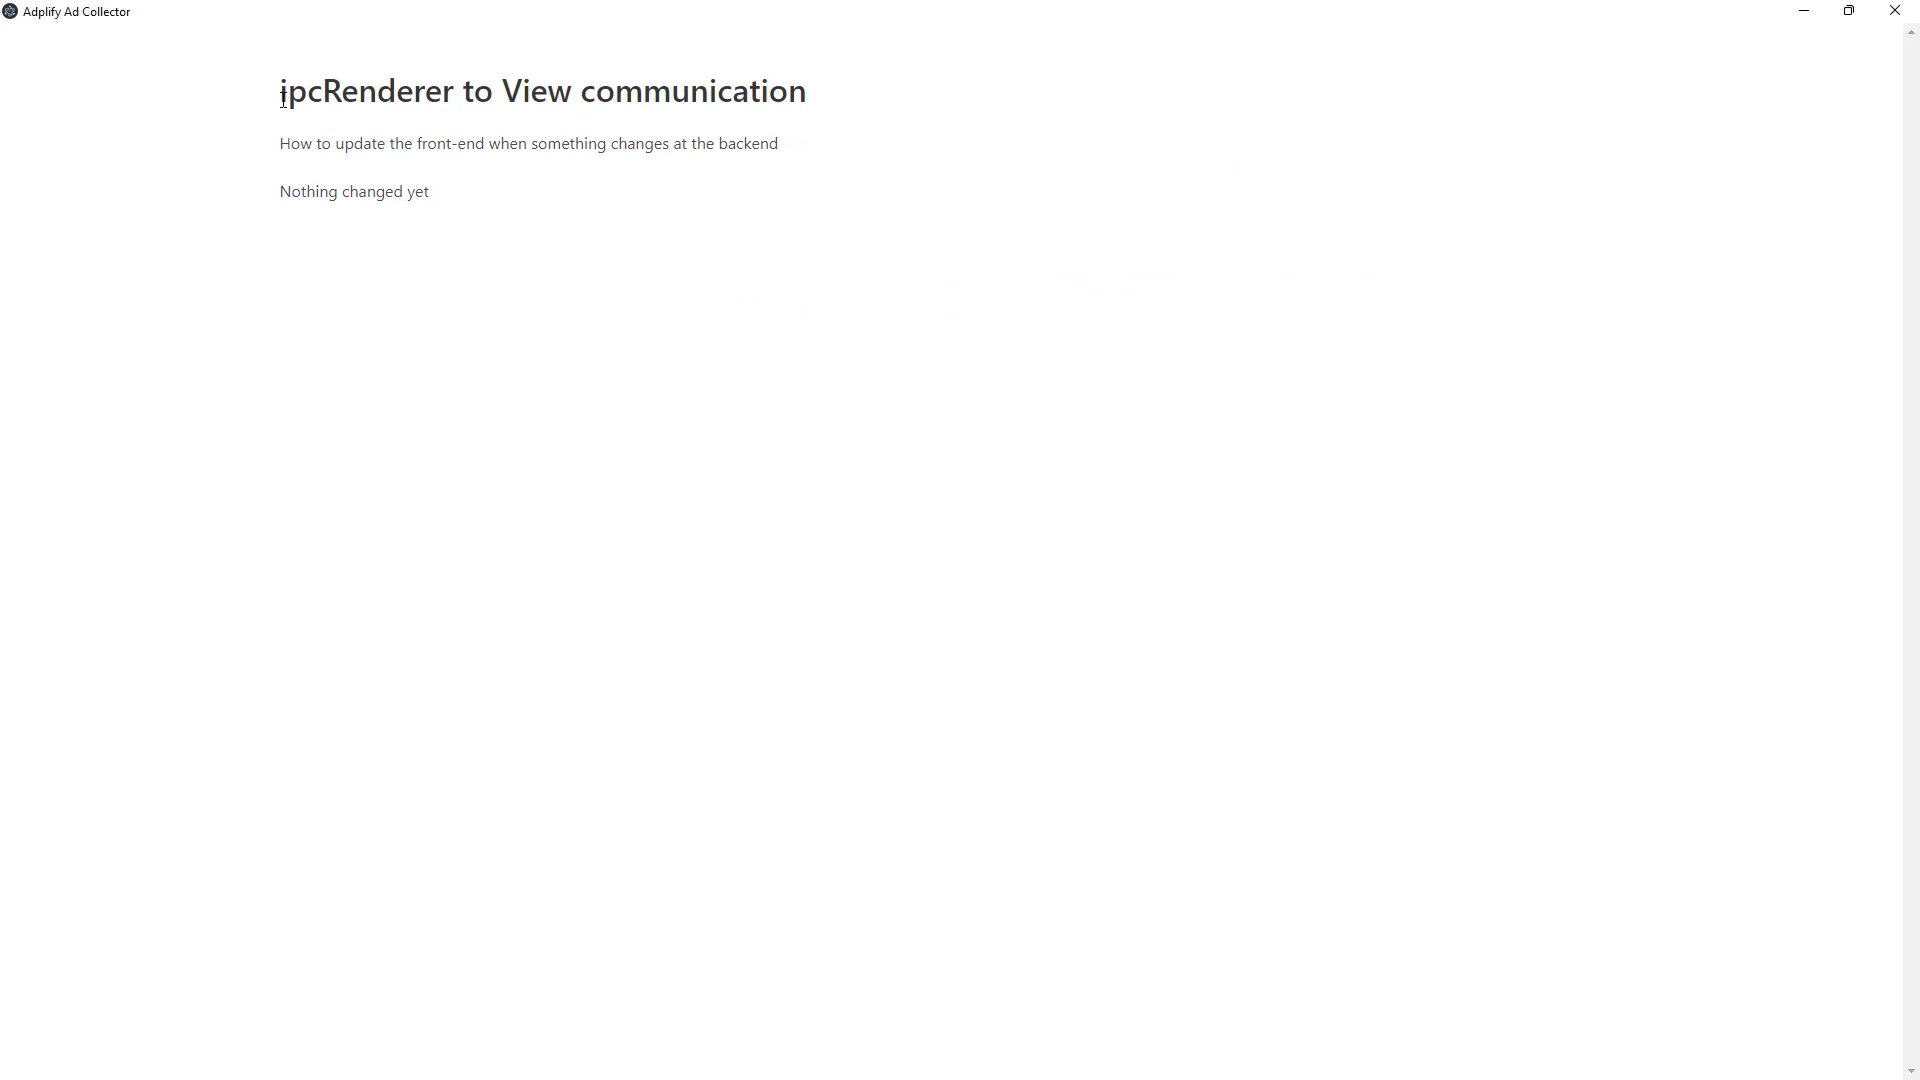 Adplify Ad Collector
ipcRenderer to View communication
How to update the front-end when something changes at the backend
Nothing changed yet